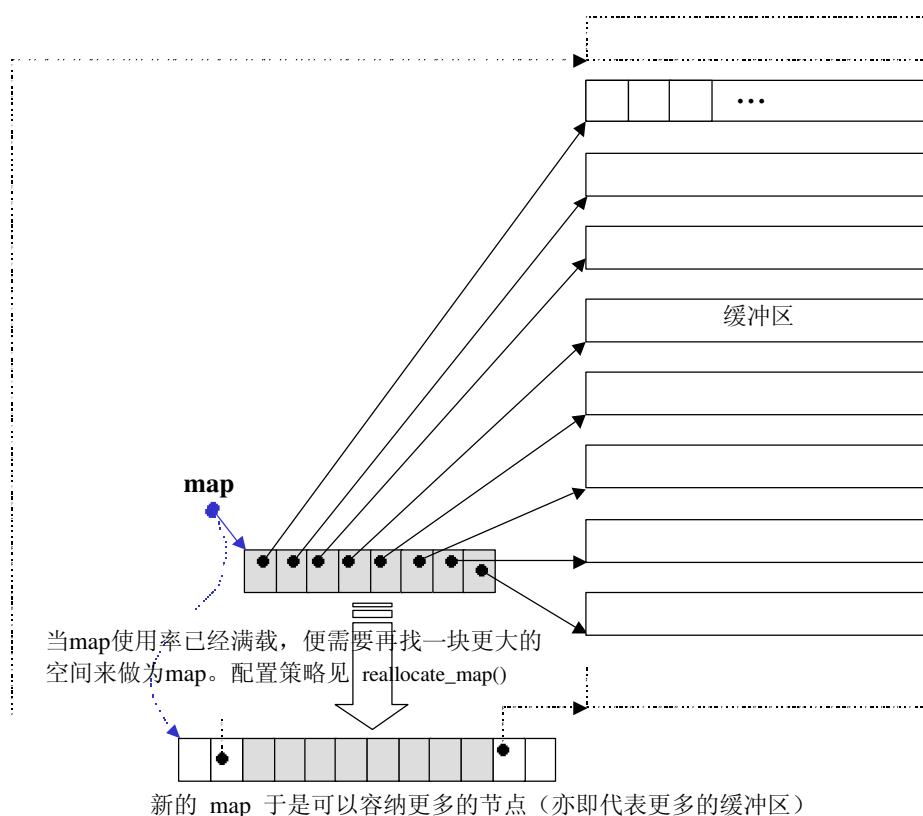 …
缓冲区
map
当map使用率已经满载，便需要再找一块更大的
空间来做为map。配置策略见 reallocate_map()
新的 map 于是可以容纳更多的节点（亦即代表更多的缓冲区）